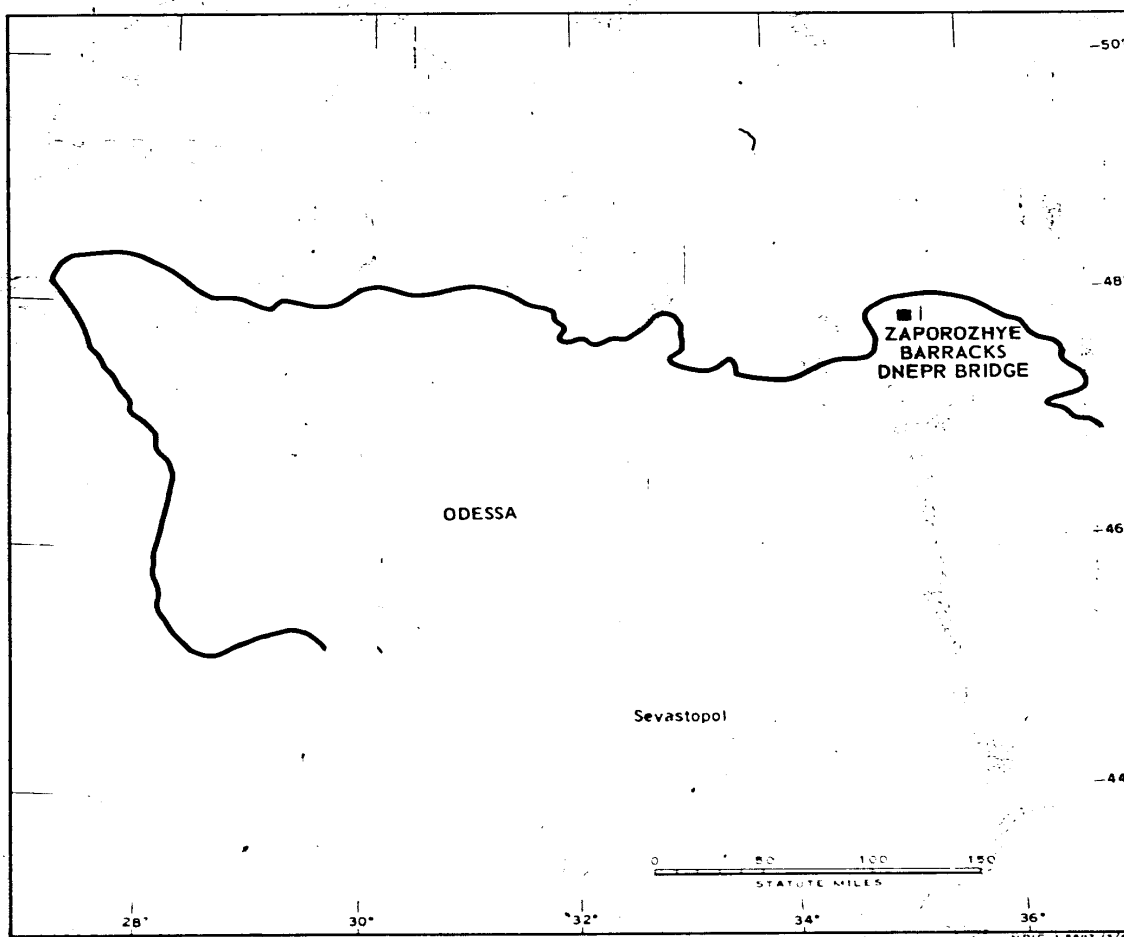 50°
48°
1
ZAPOROZHYE
BARRACKS
DNEPR BRIDGE
ODESSA
46
Sevastopol
44
0 50 100 150
STATUTE MILES
28° 30° 32° 34° 36°